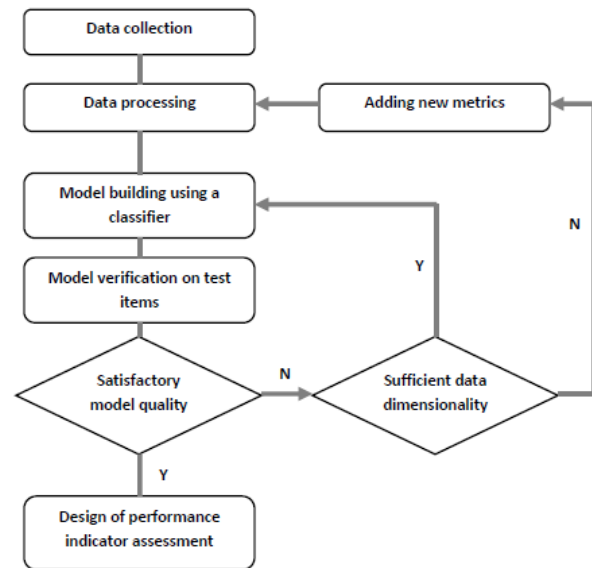 Data collection
Data processing
Adding new metrics
Model building using a
classifier
N
Y
Model verification on test
items
Satisfactory
model quality
N
Sufficient data
dimensionality
Y
Design of performance
indicator assessment